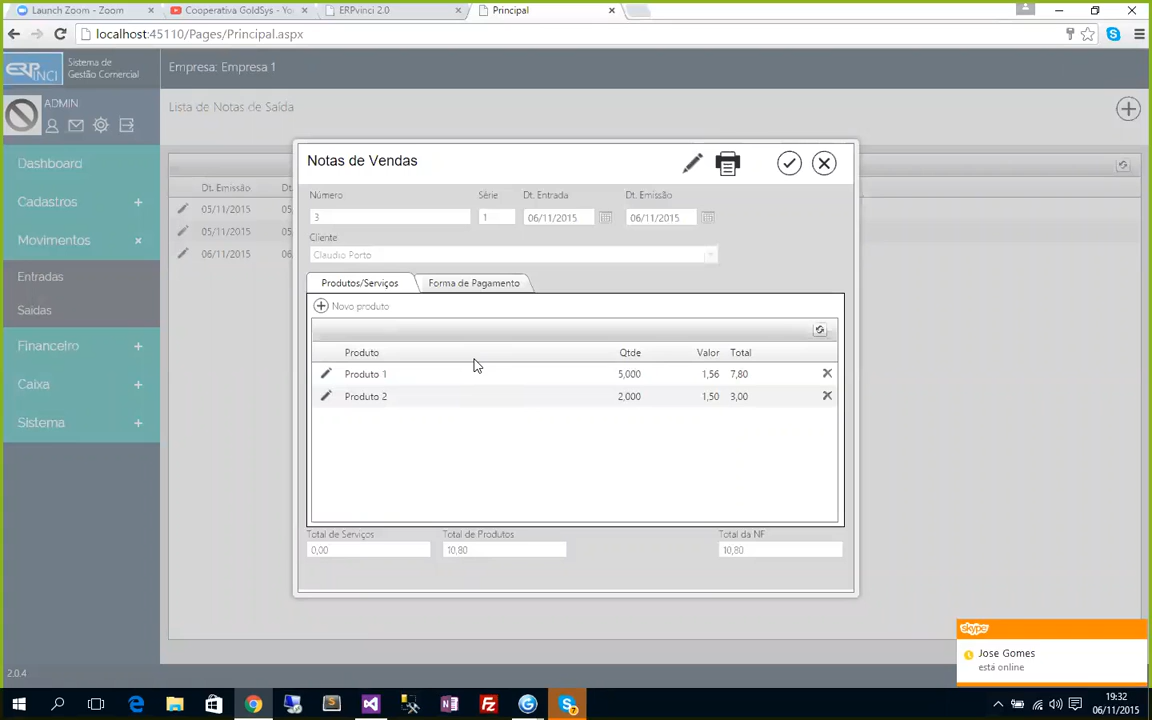 Launch Zoom - Zoom
Cooperativa GoldSys - Yo
ERPvinci 2.0
Principal
localhost:45110/Pages/Principal.aspx
ERPVINCI
Sistema de
Gestão Comercial
Empresa: Empresa 1
ADMIN
Lista de Notas de Saída
Dashboard
Cadastros +
Movimentos ×
Entradas
Saídas
Financeiro +
Caixa +
Sistema +
2.0.4
Dt. Emissão Dt.
05/11/2015 05
05/11/2015 05
06/11/2015 06
Notas de Vendas
Número Série Dt. Entrada Dt. Emissão
3 1 06/11/2015 06/11/2015
Cliente
Claudio Porto
Produtos/Serviços Forma de Pagamento
Novo produto
Produto Qtde Valor Total
Produto 1 5,000 1,56 7,80
Produto 2 2,000 1,50 3,00
Total de Serviços Total de Produtos Total da NF
0,00 10,80 10,80
skype
Jose Gomes
está online
19:32
06/11/2015